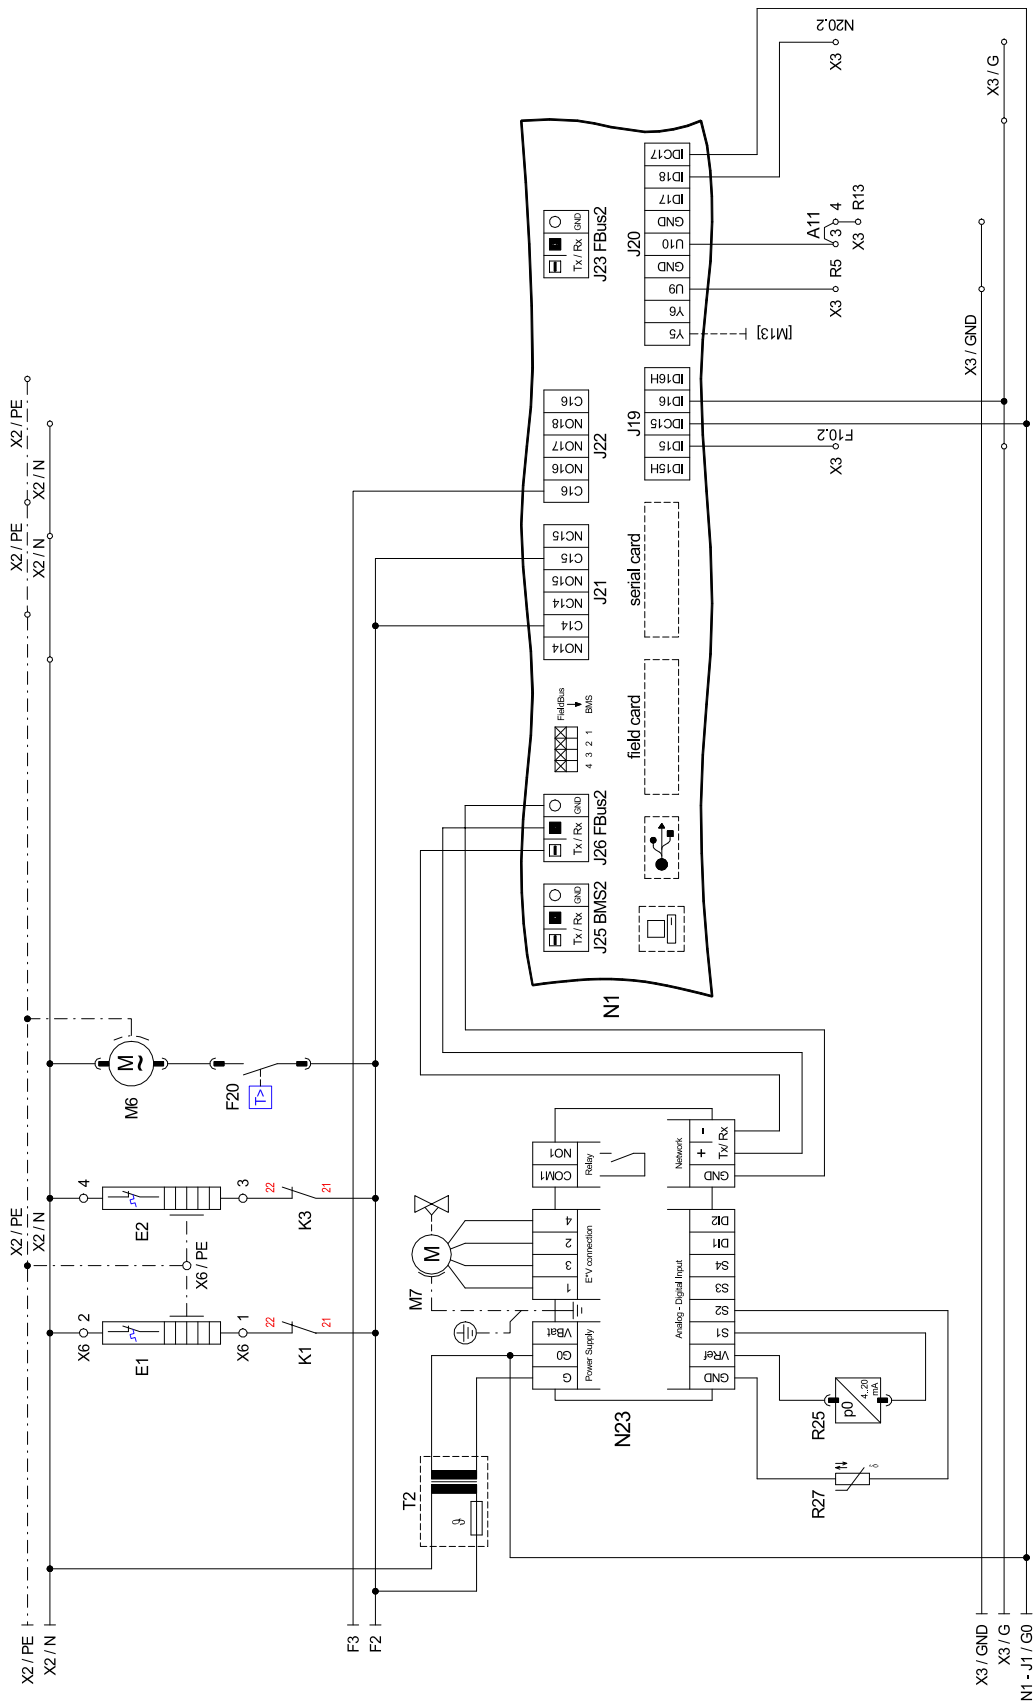 X2 / PE
X2 / N
X2 / PE
X2 / N
X2 / PE
X2 / N
X2 / PE
X2 / N
X6
2
E1
X6
1
22
21
K1
X6 / PE
4
E2
3
22
21
K3
M6
M
~
F20
T>
F3
F2
T2
ϑ
M7
M
N23
G
G0
VBat
Power Supply
1
3
2
4
E²V connection
COM1
NO1
Relay
GND
VRef
S1
S2
S3
S4
DI1
DI2
Analog - Digital Input
GND
+
-
Tx/ Rx
Network
R25
p0
4..20
mA
R27
δ
N1
Tx / Rx
GND
J25 BMS2
Tx / Rx
GND
J26 FBus2
4
3
2
1
FieldBus
BMS
NO14
C14
NC14
NO15
C15
NC15
J21
C16
NO16
NO17
NO18
C16
J22
Tx / Rx
GND
J23 FBus2
field card
serial card
ID15H
ID15
IDC15
ID16
ID16H
J19
Y5
Y6
U9
GND
U10
GND
ID17
ID18
IDC17
J20
[M13]
X3
F10.2
X3
R5
X3
3
A11
4
R13
X3
N20.2
X3 / GND
X3 / G
X3 / GND
X3 / G
N1 - J1 / G0